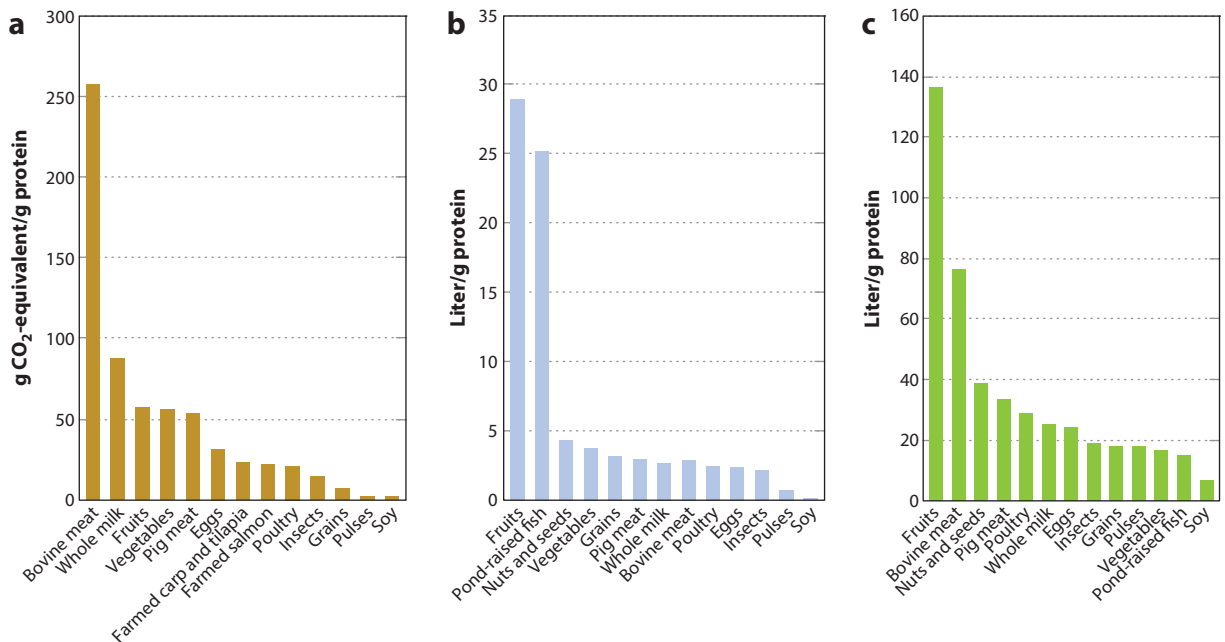 a
300
250
200
150
100
50
0
g CO2-equivalent/g protein
Bovine meat
Whole milk
Fruits
Vegetables
Pig meat
Eggs
Farmed carp and tilapia
Farmed salmon
Poultry
Insects
Grains
Pulses
Soy
b
35
30
25
20
15
10
5
0
Liter/g protein
Fruits
Pond-raised fish
Nuts and seeds
Vegetables
Grains
Pig meat
Whole milk
Bovine meat
Poultry
Eggs
Insects
Pulses
Soy
c
160
140
120
100
80
60
40
20
0
Liter/g protein
Fruits
Bovine meat
Nuts and seeds
Pig meat
Poultry
Whole milk
Eggs
Insects
Grains
Pulses
Vegetables
Pond-raised fish
Soy